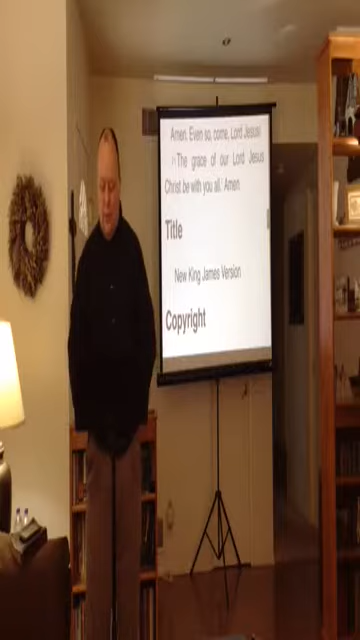 Amen. Even so, come, Lord Jesus!
The grace of our Lord Jesus
Christ be with you all. Amen.
Title
New King James Version
Copyright